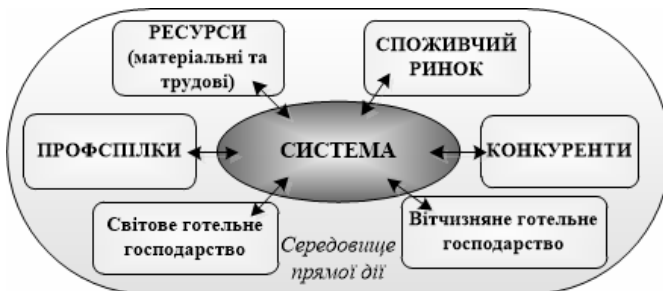 РЕСУРСИ
(матеріальні та
трудові)
СПОЖИВЧИЙ
РИНОК
ПРОФСПІЛКИ
СИСТЕМА
КОНКУРЕНТИ
Світове готельне
господарство
Середовище
прямої дії
Вітчизняне готельне
господарство